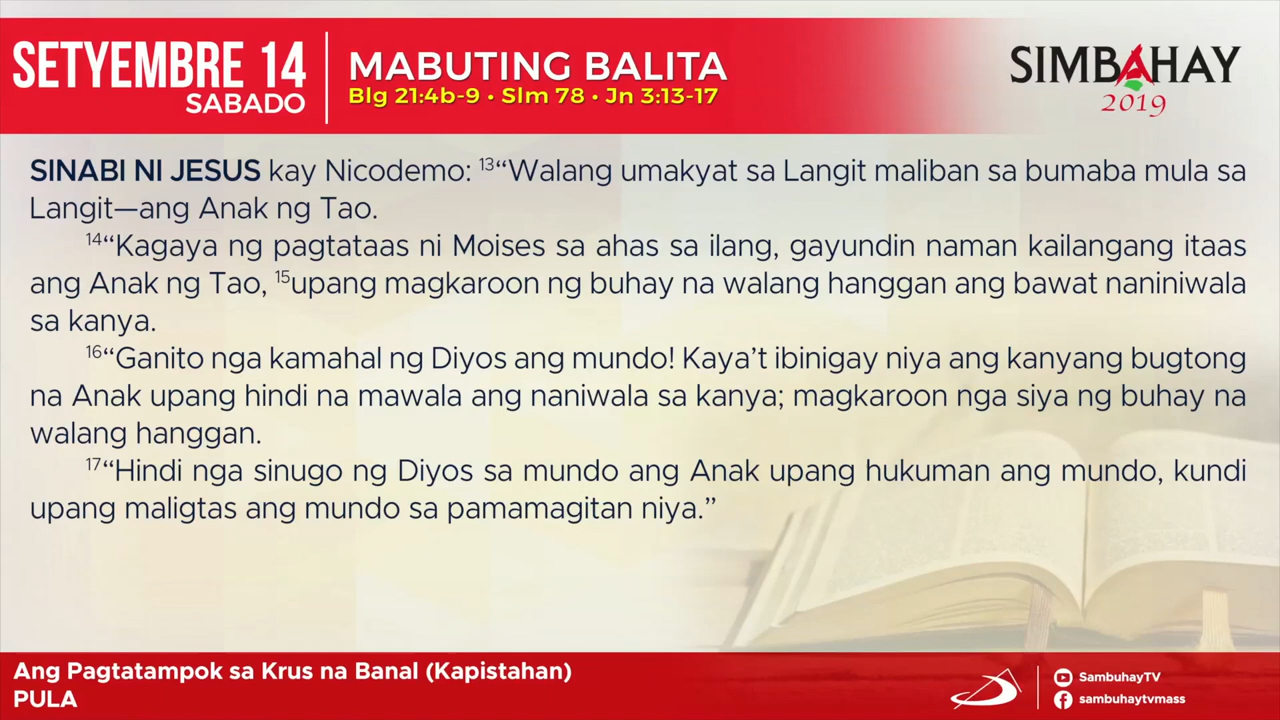 SETYEMBRE 14
SABADO
MABUTING BALITA
Blg 21:4b-9 • Slm 78 • Jn 3:13-17
SIMBAHAY
2019
SINABI NI JESUS kay Nicodemo: 13“Walang umakyat sa Langit maliban sa bumaba mula sa
Langit—ang Anak ng Tao.
14“Kagaya ng pagtataas ni Moises sa ahas sa ilang, gayundin naman kailangang itaas
ang Anak ng Tao, 15upang magkaroon ng buhay na walang hanggan ang bawat naniniwala
sa kanya.
16“Ganito nga kamahal ng Diyos ang mundo! Kaya’t ibinigay niya ang kanyang bugtong
na Anak upang hindi na mawala ang naniwala sa kanya; magkaroon nga siya ng buhay na
walang hanggan.
17“Hindi nga sinugo ng Diyos sa mundo ang Anak upang hukuman ang mundo, kundi
upang maligtas ang mundo sa pamamagitan niya.”
Ang Pagtatampok sa Krus na Banal (Kapistahan)
PULA
SambuhayTV
sambuhaytvmass